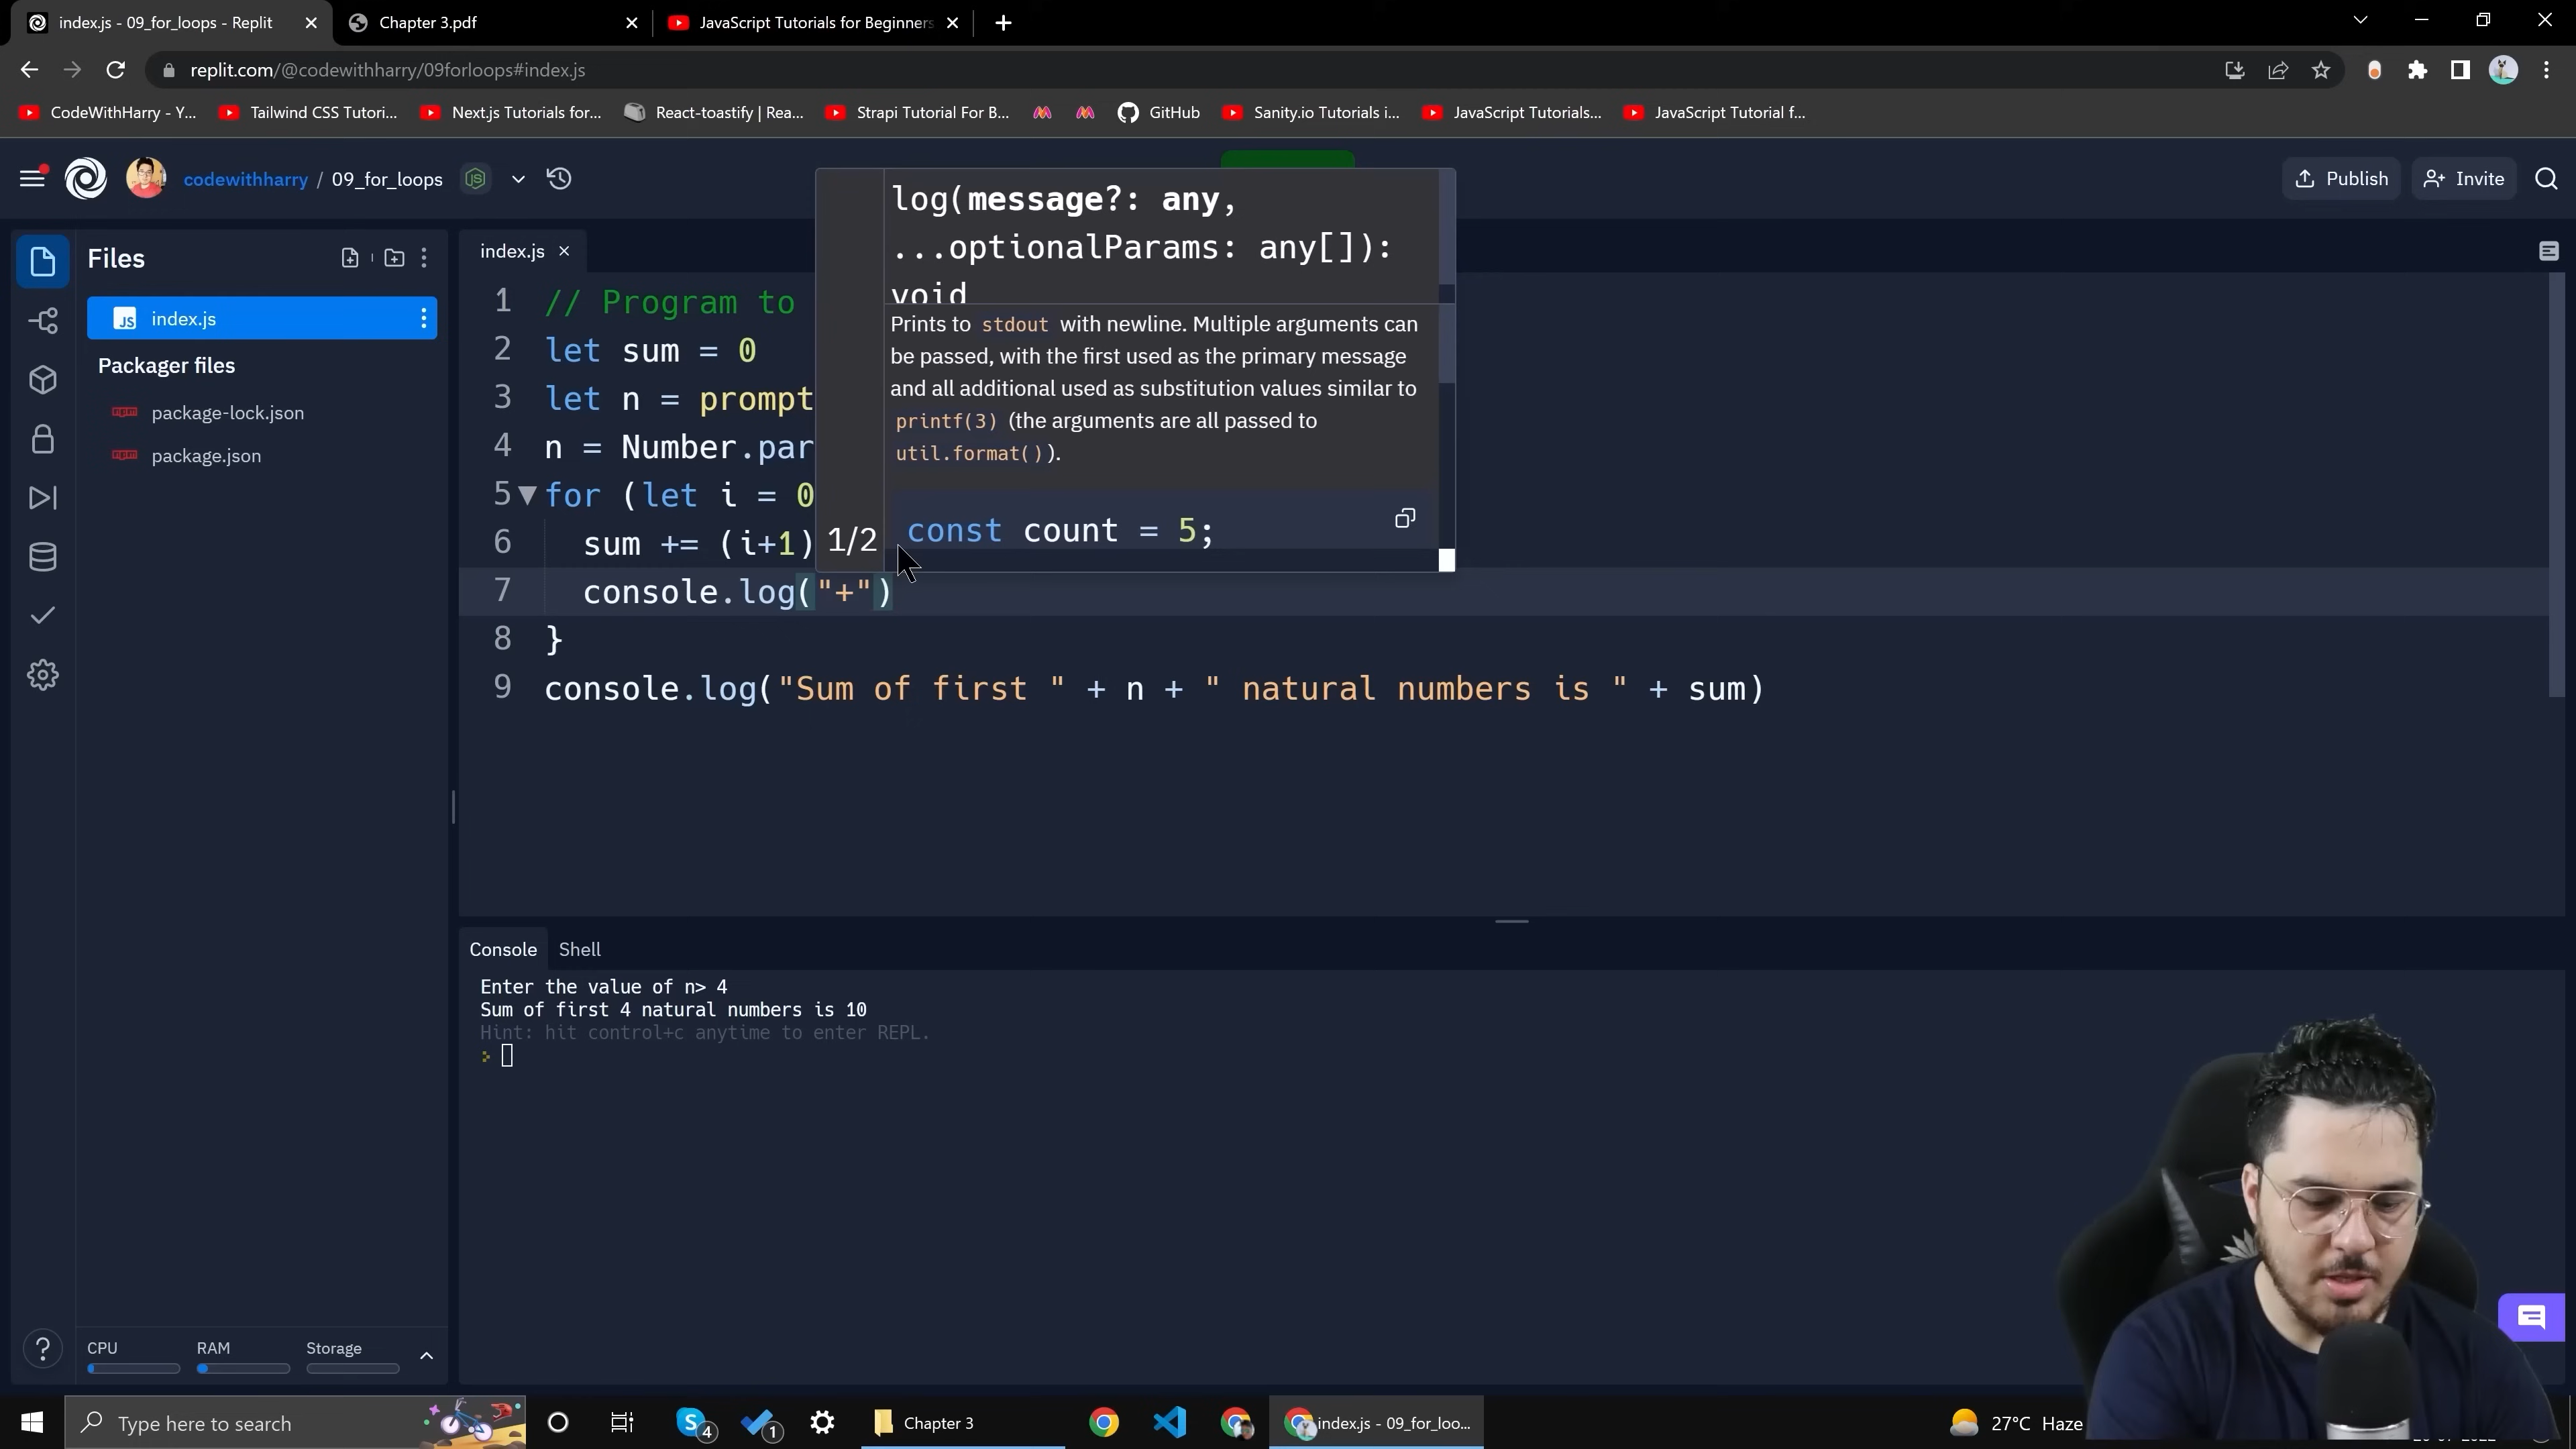 index.js - 09_for_loops - Replit
Chapter 3.pdf
JavaScript Tutorials for Beginners
replit.com/@codewithharry/09forloops#index.js
CodeWithHarry - Y...
Tailwind CSS Tutori...
Next.js Tutorials for...
React-toastify | Rea...
Strapi Tutorial For B...
GitHub
Sanity.io Tutorials i...
JavaScript Tutorials...
JavaScript Tutorial f...
codewithharry / 09_for_loops
Publish
Invite
Files
JS index.js
Packager files
package-lock.json
package.json
index.js
1 // Program to
2 let sum = 0
3 let n = prompt
4 n = Number.par
5 for (let i = 0
6 sum += (i+1)
7 console.log("+")
8 }
9 console.log("Sum of first " + n + " natural numbers is " + sum)
log(message?: any,
...optionalParams: any[]):
void
Prints to stdout with newline. Multiple arguments can
be passed, with the first used as the primary message
and all additional used as substitution values similar to
printf(3) (the arguments are all passed to
util.format()).
1/2
const count = 5;
Console
Shell
Enter the value of n> 4
Sum of first 4 natural numbers is 10
Hint: hit control+c anytime to enter REPL.
CPU
RAM
Storage
Type here to search
4
1
Chapter 3
index.js - 09_for_loo...
27°C Haze